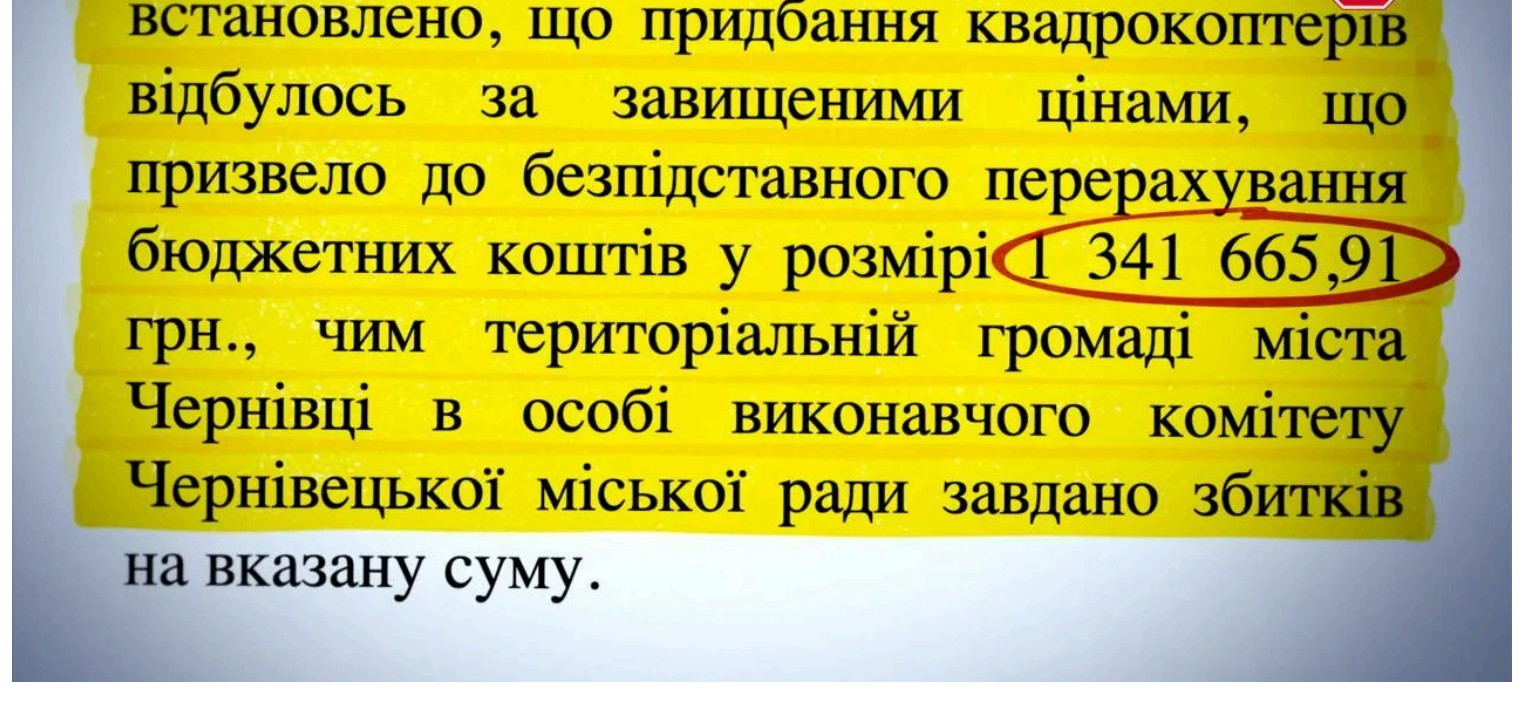 встановлено, що придбання квадрокоптерів
відбулось за завищеними цінами, що
призвело до безпідставного перерахування
бюджетних коштів у розмірі 1 341 665,91
грн., чим територіальній громаді міста
Чернівці в особі виконавчого комітету
Чернівецької міської ради завдано збитків
на вказану суму.